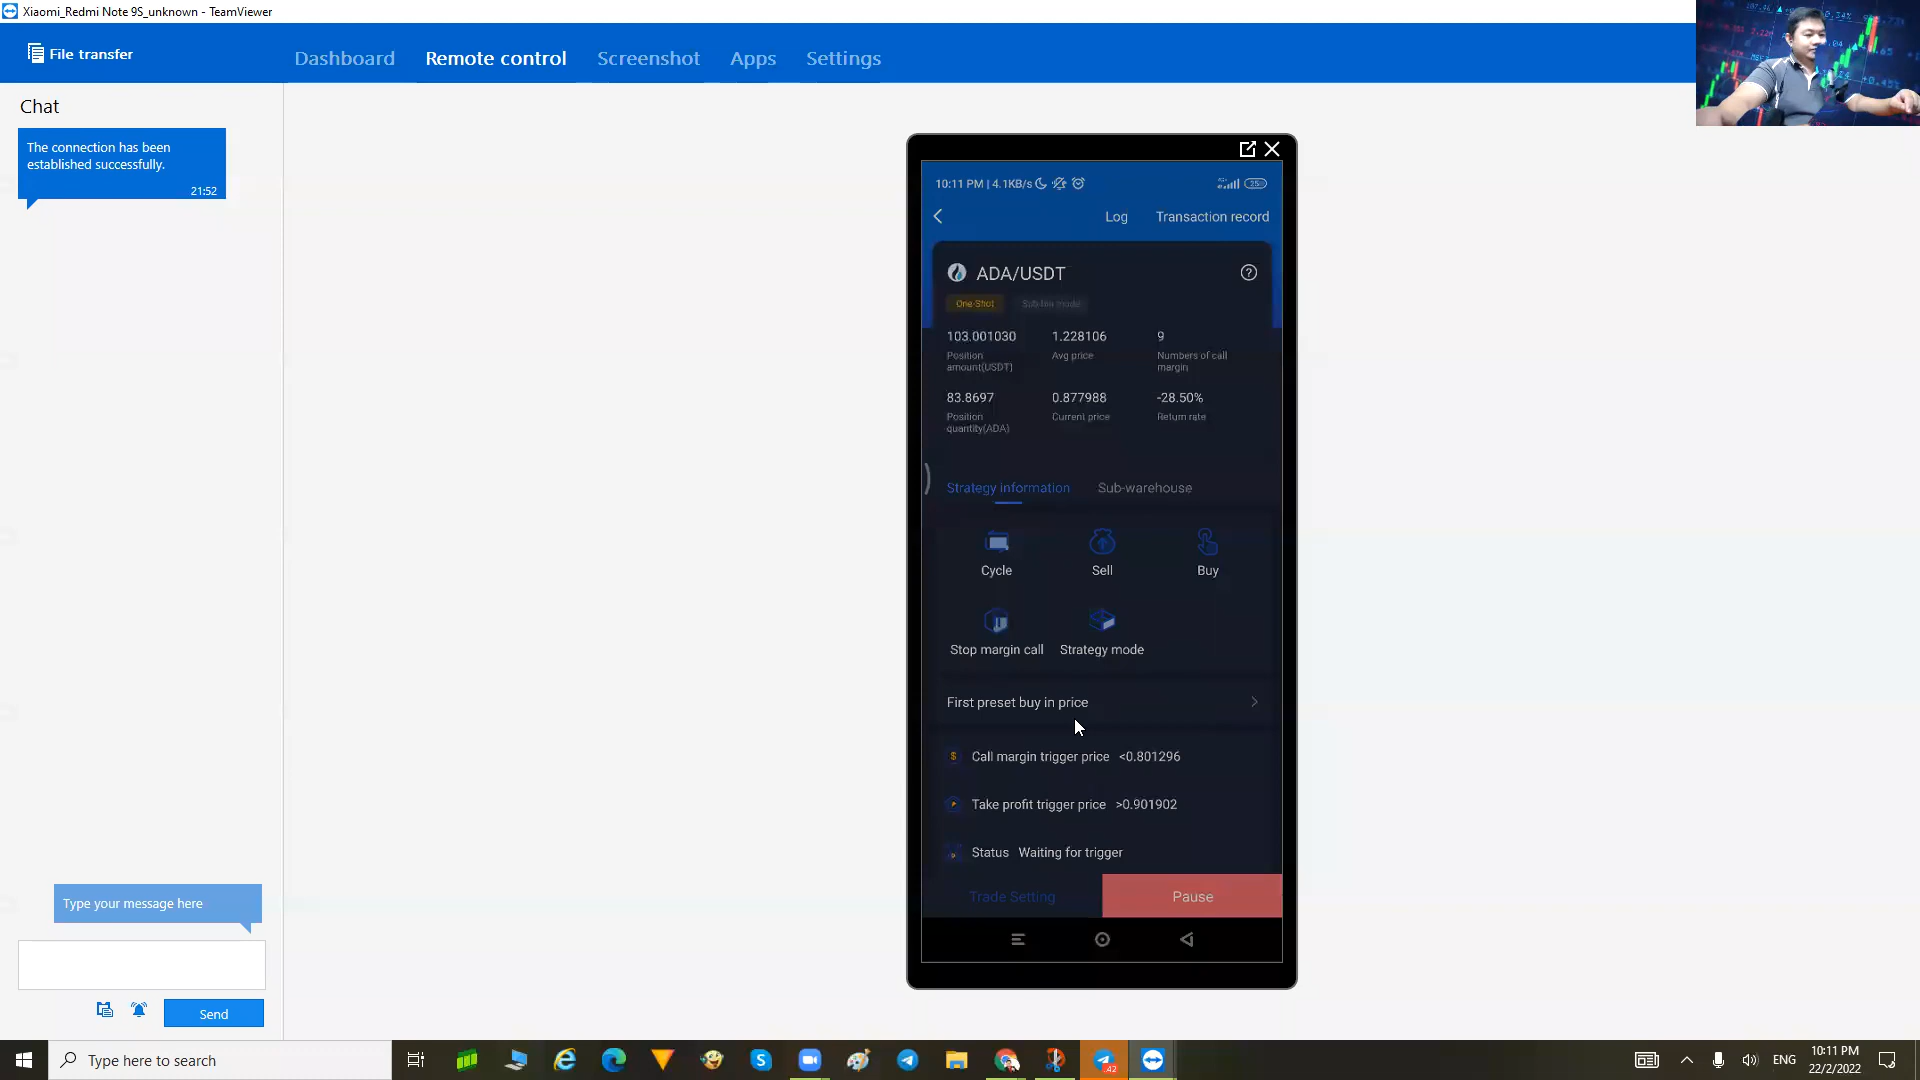 Xiaomi_Redmi Note 9S_unknown - TeamViewer
File transfer
Dashboard
Remote control
Screenshot
Apps
Settings
Chat
The connection has been
established successfully.
21:52
10:11 PM | 4.1KB/s
25
Log
Transaction record
ADA/USDT
One-Shot
Sub-bin mode
103.001030
Position
amount(USDT)
1.228106
Avg price
9
Numbers of call
margin
83.8697
Position
quantity(ADA)
0.877988
Current price
-28.50%
Return rate
Strategy information
Sub-warehouse
Cycle
Sell
Buy
Stop margin call
Strategy mode
First preset buy in price
Call margin trigger price <0.801296
Take profit trigger price >0.901902
Status Waiting for trigger
Trade Setting
Pause
Type your message here
Send
Type here to search
42
ENG
10:11 PM
22/2/2022